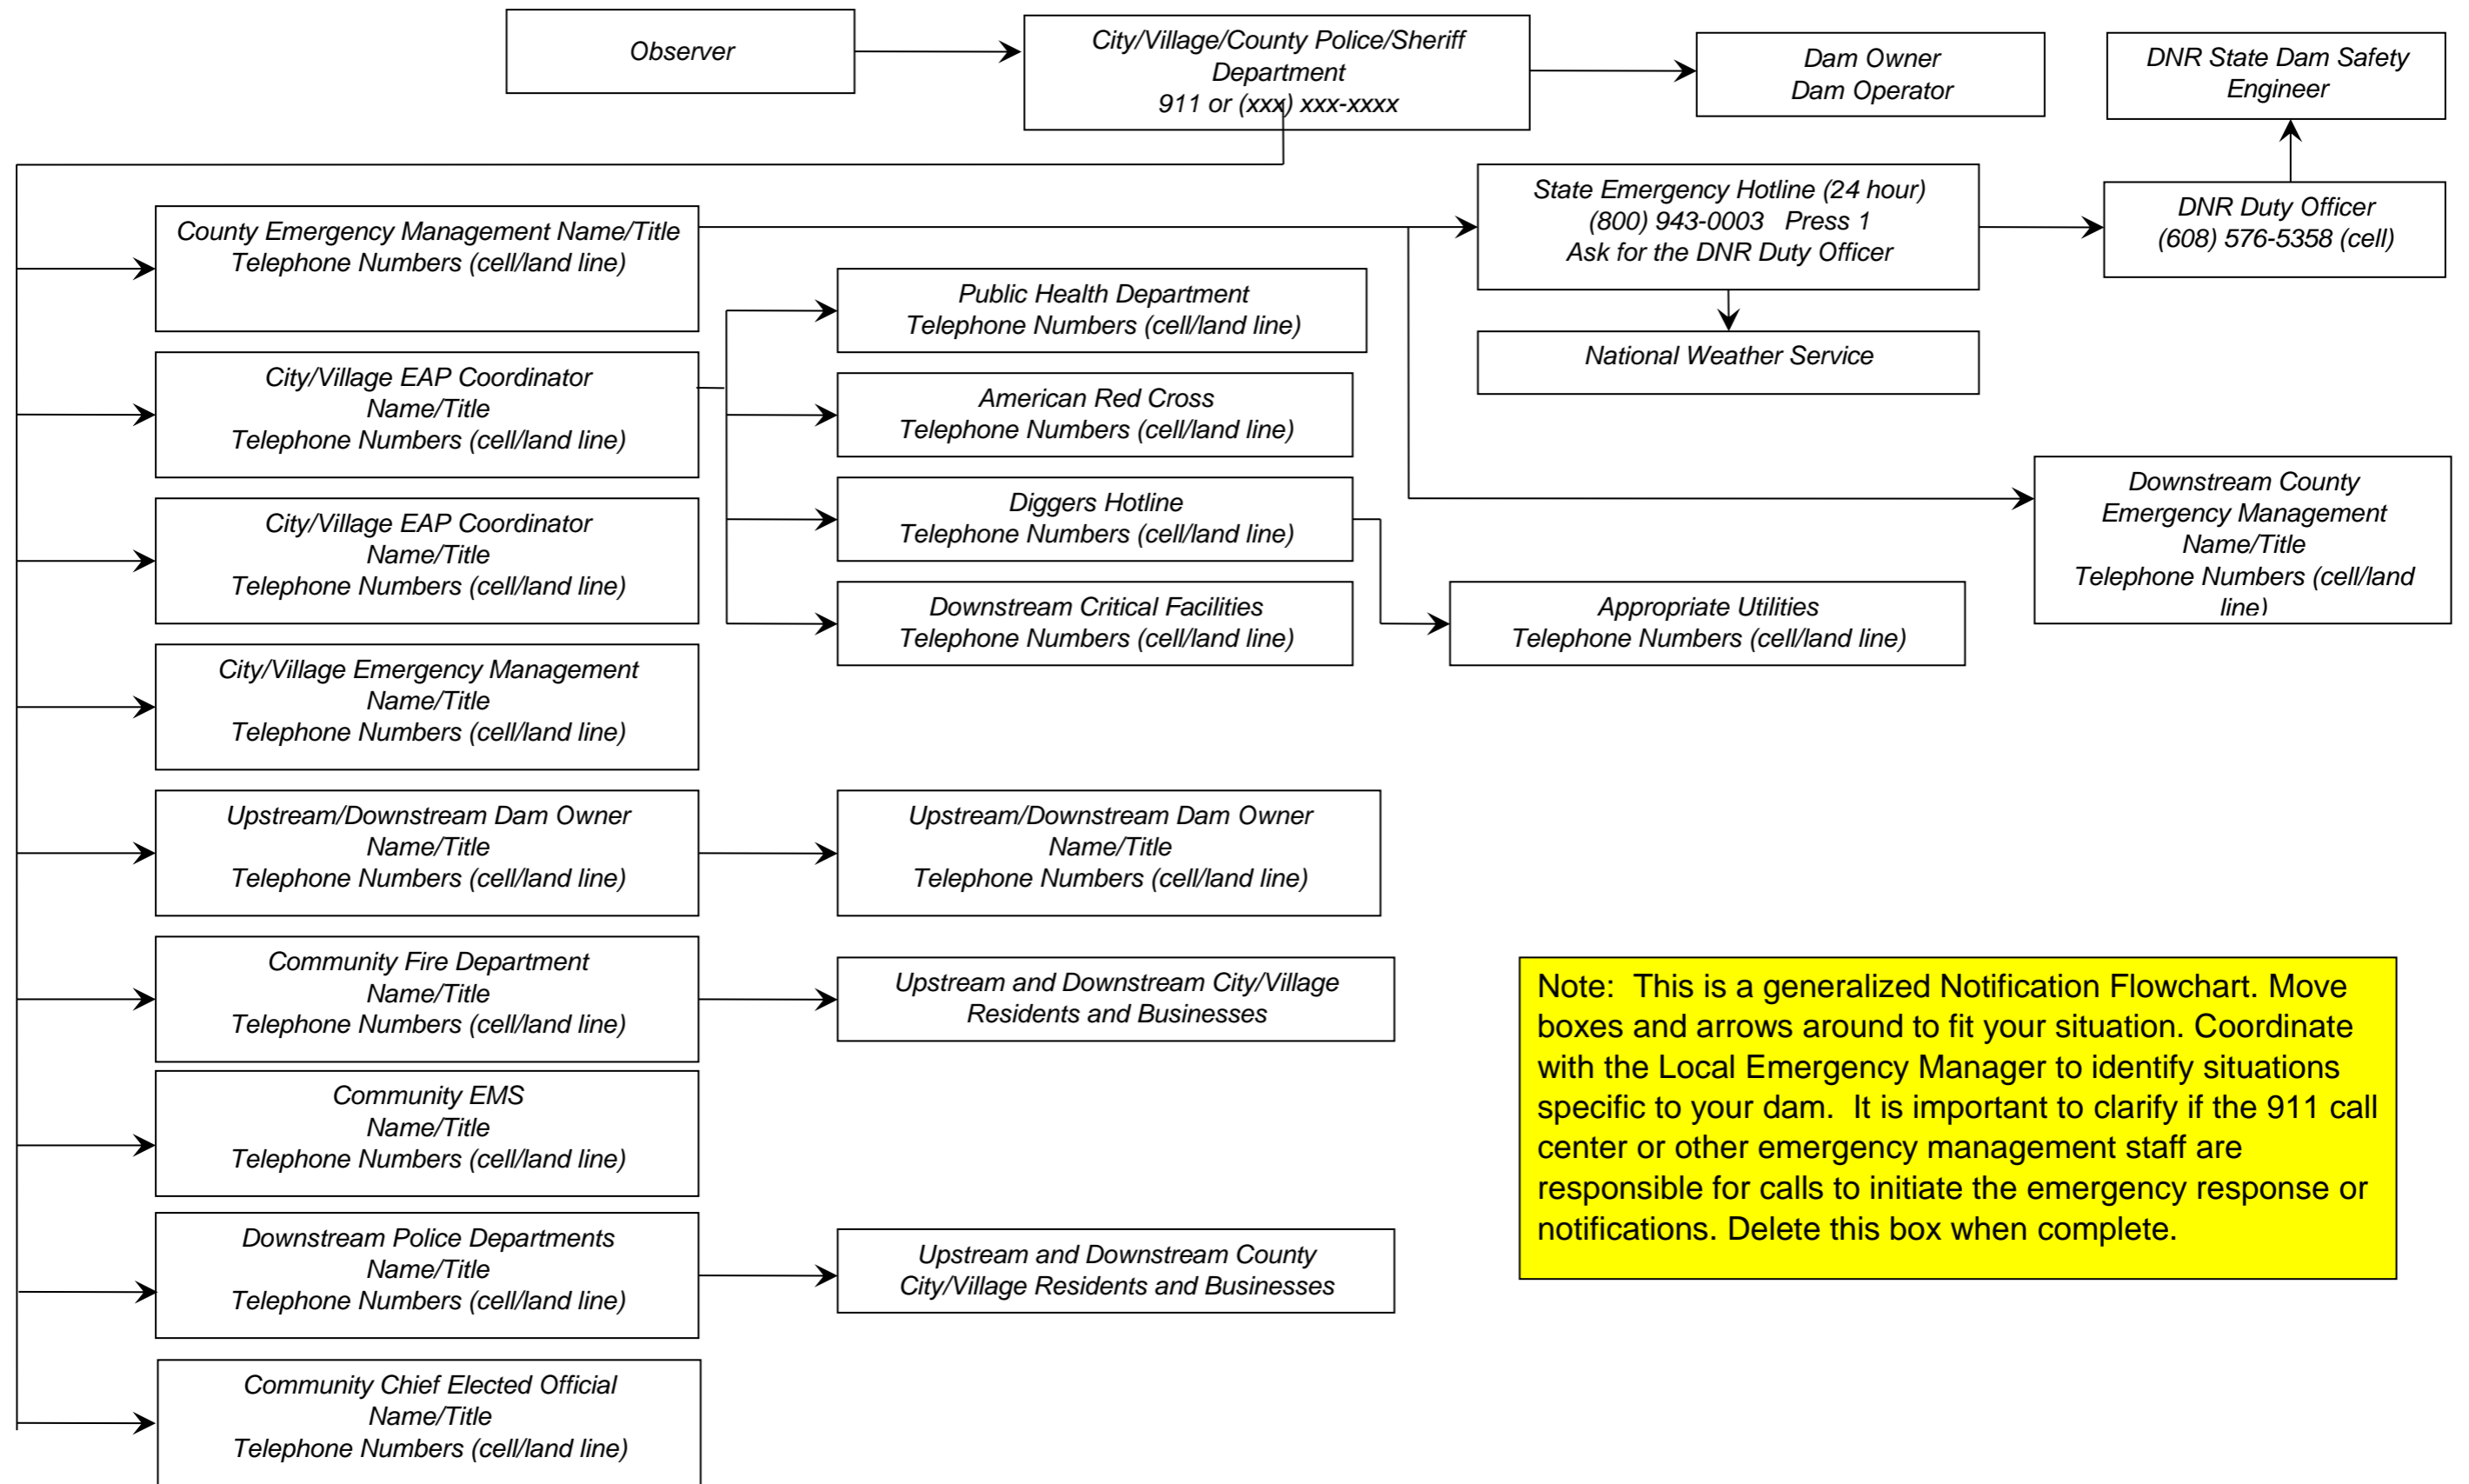 Observer
City/Village/County Police/Sheriff
Department
911 or (xxx) xxx-xxxx
Dam Owner
Dam Operator
DNR State Dam Safety
Engineer
State Emergency Hotline (24 hour)
(800) 943-0003   Press 1
Ask for the DNR Duty Officer
DNR Duty Officer
(608) 576-5358 (cell)
National Weather Service
County Emergency Management Name/Title
Telephone Numbers (cell/land line)
Public Health Department
Telephone Numbers (cell/land line)
City/Village EAP Coordinator
Name/Title
Telephone Numbers (cell/land line)
American Red Cross
Telephone Numbers (cell/land line)
Diggers Hotline
Telephone Numbers (cell/land line)
Downstream County
Emergency Management
Name/Title
Telephone Numbers (cell/land
line)
City/Village EAP Coordinator
Name/Title
Telephone Numbers (cell/land line)
Downstream Critical Facilities
Telephone Numbers (cell/land line)
Appropriate Utilities
Telephone Numbers (cell/land line)
City/Village Emergency Management
Name/Title
Telephone Numbers (cell/land line)
Upstream/Downstream Dam Owner
Name/Title
Telephone Numbers (cell/land line)
Upstream/Downstream Dam Owner
Name/Title
Telephone Numbers (cell/land line)
Community Fire Department
Name/Title
Telephone Numbers (cell/land line)
Upstream and Downstream City/Village
Residents and Businesses
Community EMS
Name/Title
Telephone Numbers (cell/land line)
Downstream Police Departments
Name/Title
Telephone Numbers (cell/land line)
Upstream and Downstream County
City/Village Residents and Businesses
Community Chief Elected Official
Name/Title
Telephone Numbers (cell/land line)
Note:  This is a generalized Notification Flowchart. Move
boxes and arrows around to fit your situation. Coordinate
with the Local Emergency Manager to identify situations
specific to your dam.  It is important to clarify if the 911 call
center or other emergency management staff are
responsible for calls to initiate the emergency response or
notifications. Delete this box when complete.